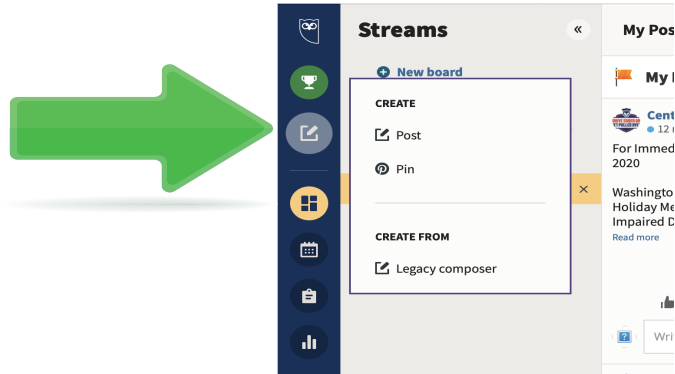 Streams
«
New board
CREATE
Post
Pin
CREATE FROM
Legacy composer
My Pos
My
Cent
12
For Immed
2020
Washingto
Holiday Me
Impaired D
Read more
Wri